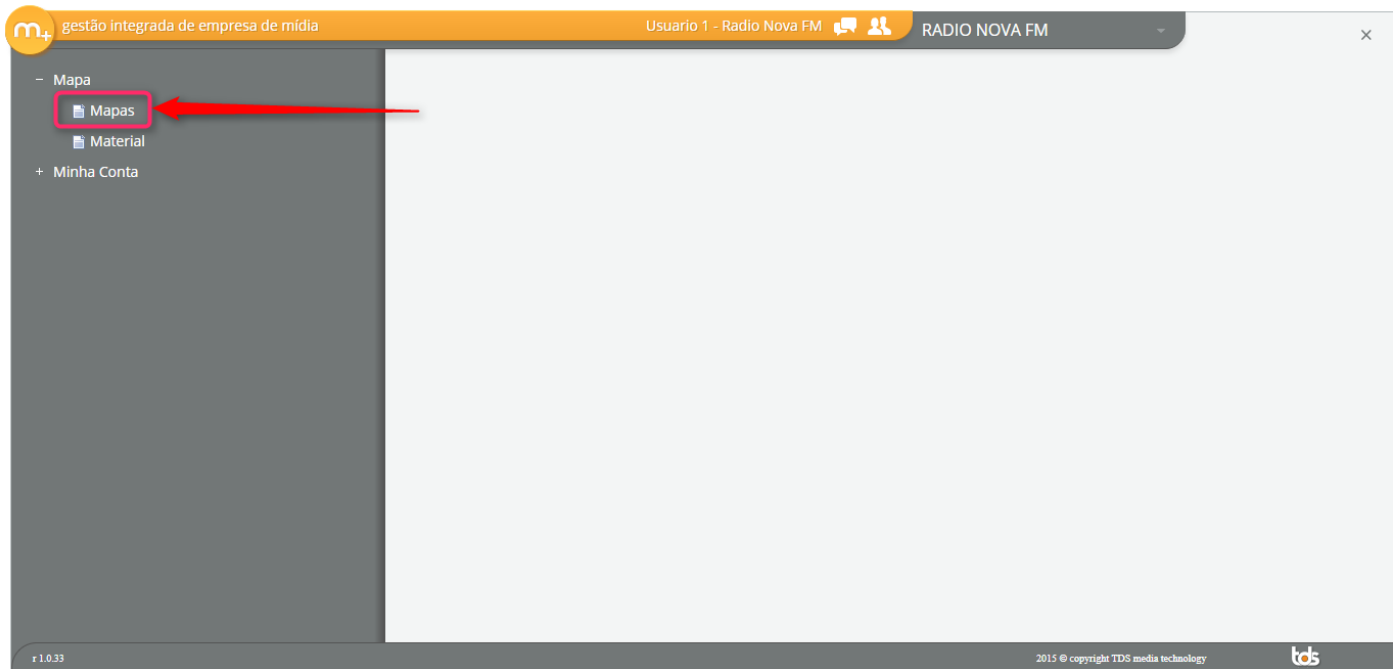 m+ gestão integrada de empresa de mídia Usuario 1 - Radio Nova FM RADIO NOVA FM ×
− Mapa
Mapas
Material
+ Minha Conta
r 1.0.33 2015 © copyright TDS media technology tds